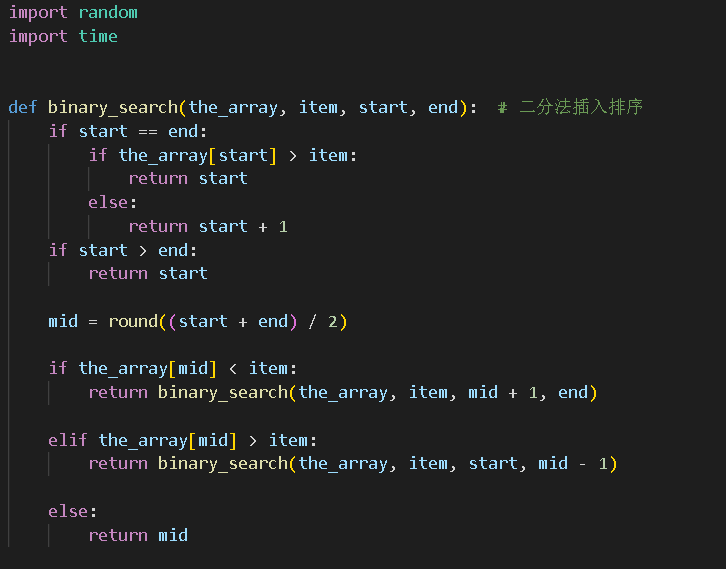 import random
import time
def binary_search(the_array, item, start, end):  # 二分法插入排序
    if start == end:
        if the_array[start] > item:
            return start
        else:
            return start + 1
    if start > end:
        return start
    mid = round((start + end) / 2)
    if the_array[mid] < item:
        return binary_search(the_array, item, mid + 1, end)
    elif the_array[mid] > item:
        return binary_search(the_array, item, start, mid - 1)
    else:
        return mid